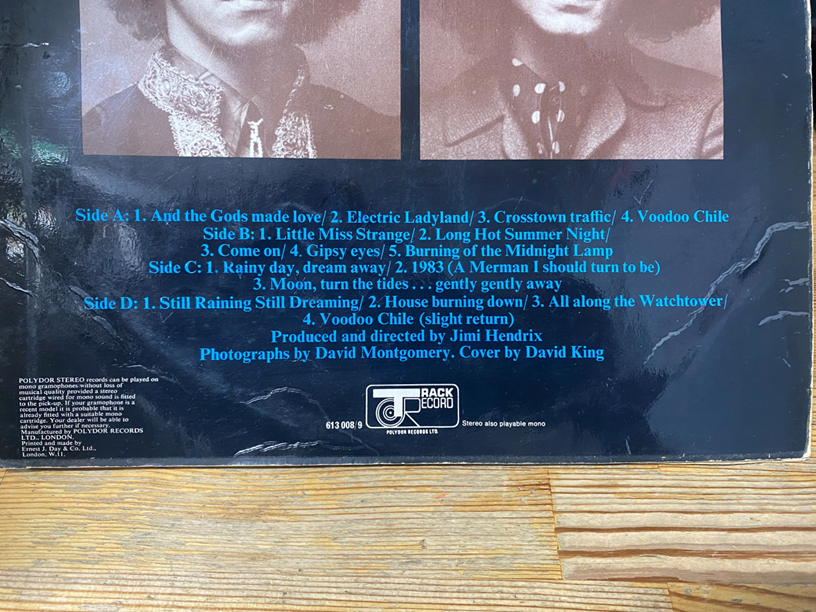 Side A: 1. And the Gods made love/ 2. Electric Ladyland/ 3. Crosstown traffic/ 4. Voodoo Chile
Side B: 1. Little Miss Strange/ 2. Long Hot Summer Night/
3. Come on/ 4. Gipsy eyes/ 5. Burning of the Midnight Lamp
Side C: 1. Rainy day, dream away/ 2. 1983 (A Merman I should turn to be)
3. Moon, turn the tides . . . gently gently away
Side D: 1. Still Raining Still Dreaming/ 2. House burning down/ 3. All along the Watchtower/
4. Voodoo Chile (slight return)
Produced and directed by Jimi Hendrix
Photographs by David Montgomery. Cover by David King
POLYDOR STEREO records can be played on
mono gramophones without loss of
musical quality provided a stereo
cartridge wired for mono sound is fitted
to the pick-up. If your gramophone is a
recent model it is probable that it is
already fitted with a suitable mono
cartridge. Your dealer will be able to
advise you further if necessary.
Manufactured by POLYDOR RECORDS
LTD., LONDON.
Printed and made by
Ernest J. Day & Co. Ltd.,
London, W.11.
613 008/9
TRACK
RECORD
POLYDOR RECORDS LTD.
Stereo also playable mono